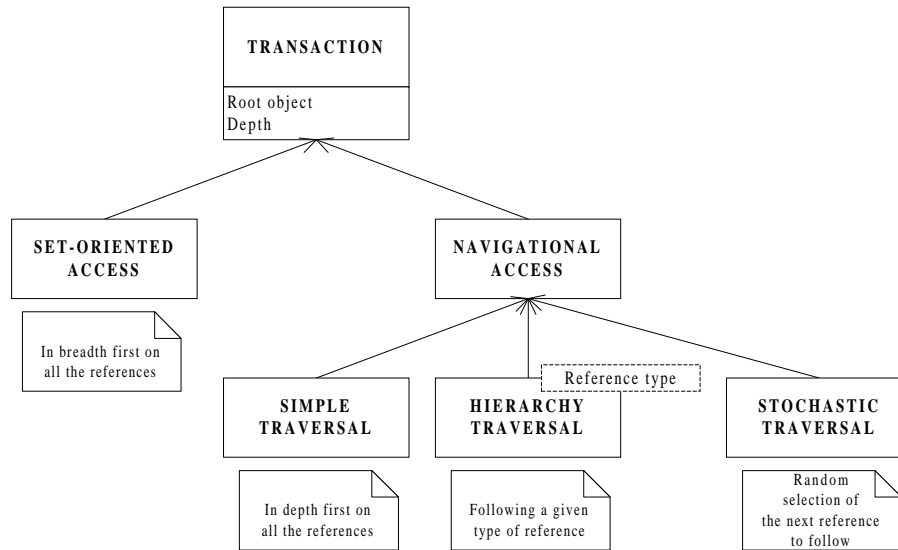 TRANSACTION
Root object
Depth
SET-ORIENTED
ACCESS
NAVIGATIONAL
ACCESS
In breadth first on
all the references
Reference type
SIMPLE
TRAVERSAL
HIERARCHY
TRAVERSAL
STOCHASTIC
TRAVERSAL
In depth first on
all the references
Following a given
type of reference
Random
selection of
the next reference
to follow